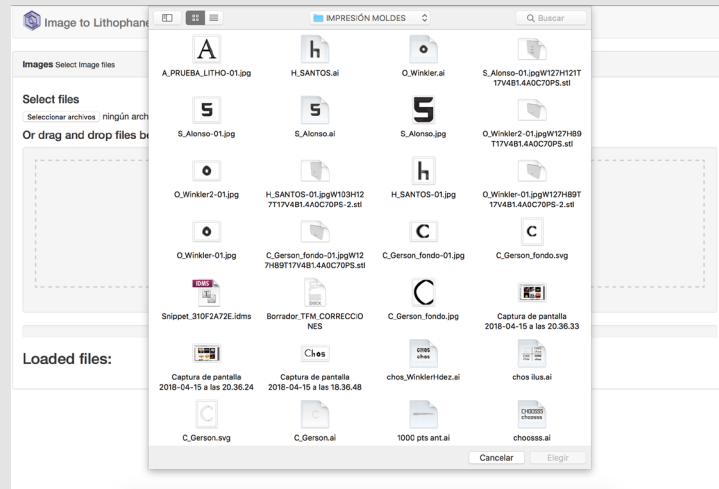 Image to Lithophane
IMPRESIÓN MOLDES
Buscar
Images Select Image files
Select files
Seleccionar archivos ningún arch
Or drag and drop files be
Loaded files:
A_PRUEBA_LITHO-01.jpg
H_SANTOS.ai
O_Winkler.ai
S_Alonso-01.jpgW127H121T
17V4B1.4A0C70PS.stl
S_Alonso-01.jpg
S_Alonso.ai
S_Alonso.jpg
O_Winkler2-01.jpgW127H89
T17V4B1.4A0C70PS.stl
O_Winkler2-01.jpg
H_SANTOS-01.jpgW103H12
7T17V4B1.4A0C70PS-2.stl
H_SANTOS-01.jpg
O_Winkler-01.jpgW127H89T
17V4B1.4A0C70PS-2.stl
O_Winkler-01.jpg
C_Gerson_fondo-01.jpgW12
7H89T17V4B1.4A0C70PS.stl
C_Gerson_fondo-01.jpg
C_Gerson_fondo.svg
IDMS
Snippet_310F2A72E.idms
DOCX
Borrador_TFM_CORRECCIO
NES
C_Gerson_fondo.jpg
Captura de pantalla
2018-04-15 a las 20.36.33
Captura de pantalla
2018-04-15 a las 20.36.24
Chos
Captura de pantalla
2018-04-15 a las 18.36.48
chos
chos_WinklerHdez.ai
chos ilus.ai
C_Gerson.svg
C_Gerson.ai
1000 pts ant.ai
CHOOSSS
choosss
choosss.ai
Cancelar
Elegir